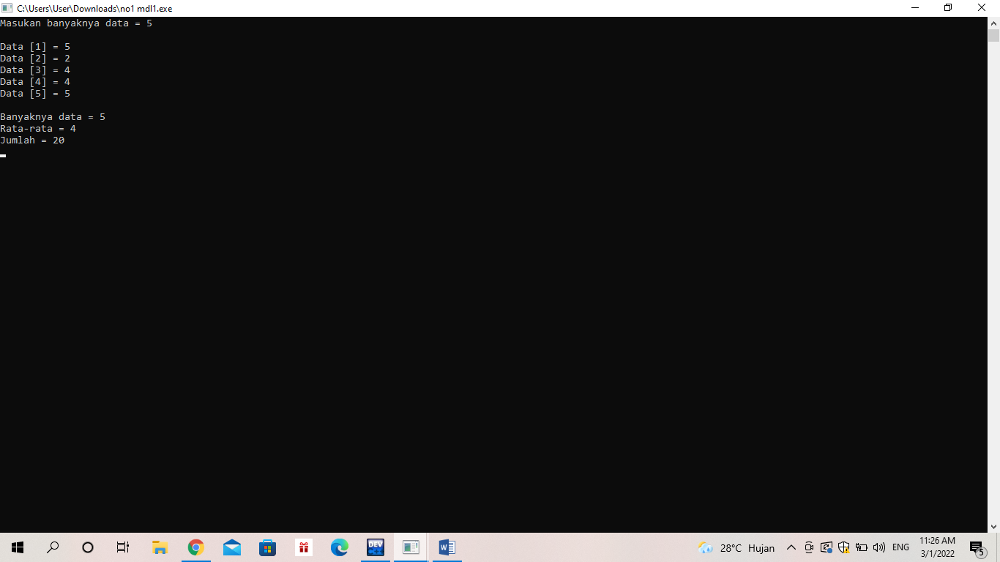 C:\Users\User\Downloads\no1 mdl1.exe
Masukan banyaknya data = 5
Data [1] = 5
Data [2] = 2
Data [3] = 4
Data [4] = 4
Data [5] = 5
Banyaknya data = 5
Rata-rata = 4
Jumlah = 20
DEV
C++
W
28°C Hujan
ENG
11:26 AM
3/1/2022
5